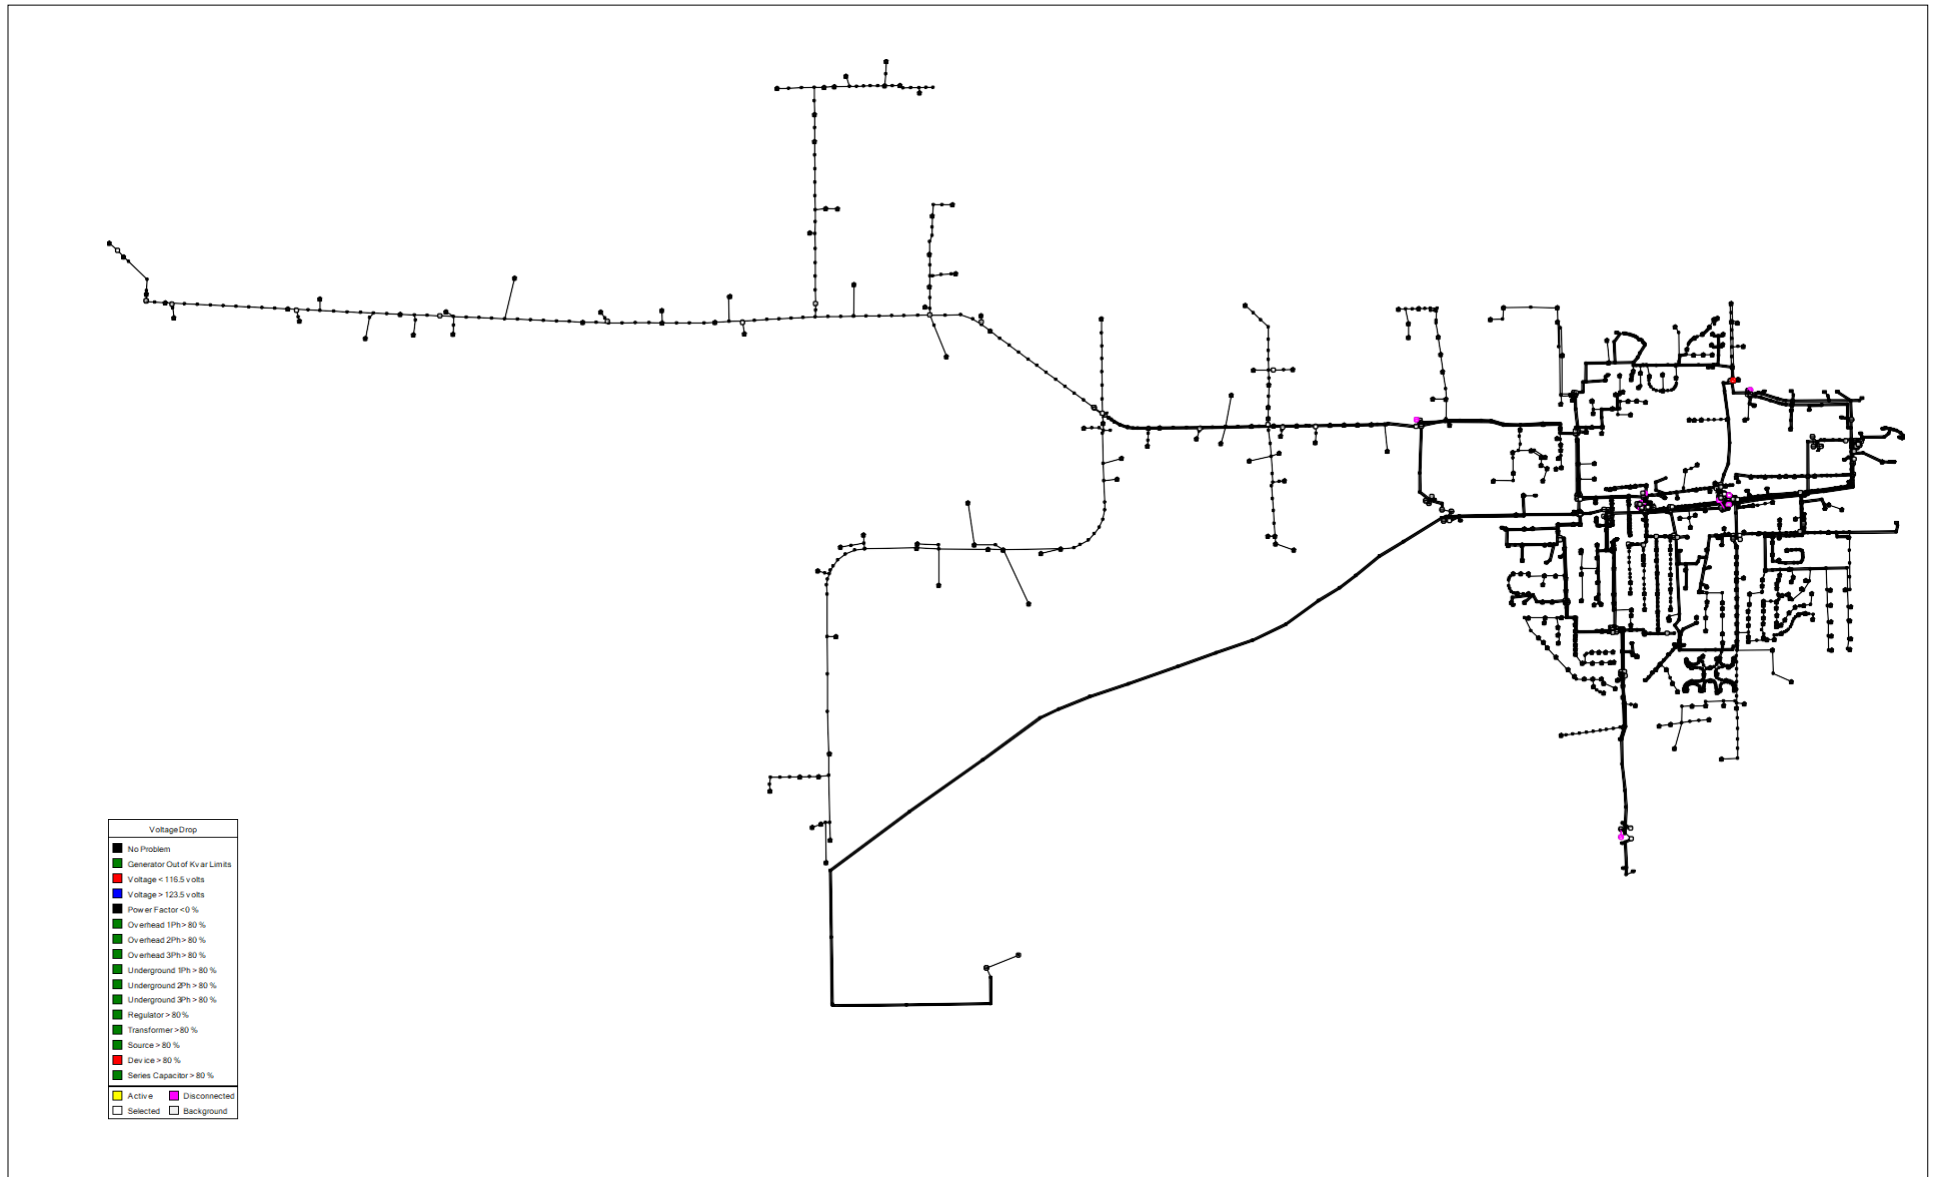 Voltage Drop
No Problem
Generator Out of Kvar Limits
Voltage < 116.5 volts
Voltage > 123.5 volts
Power Factor < 0 %
Overhead 1Ph > 80 %
Overhead 2Ph > 80 %
Overhead 3Ph > 80 %
Underground 1Ph > 80 %
Underground 2Ph > 80 %
Underground 3Ph > 80 %
Regulator > 80 %
Transformer > 80 %
Source > 80 %
Device > 80 %
Series Capacitor > 80 %
Active Disconnected
Selected Background